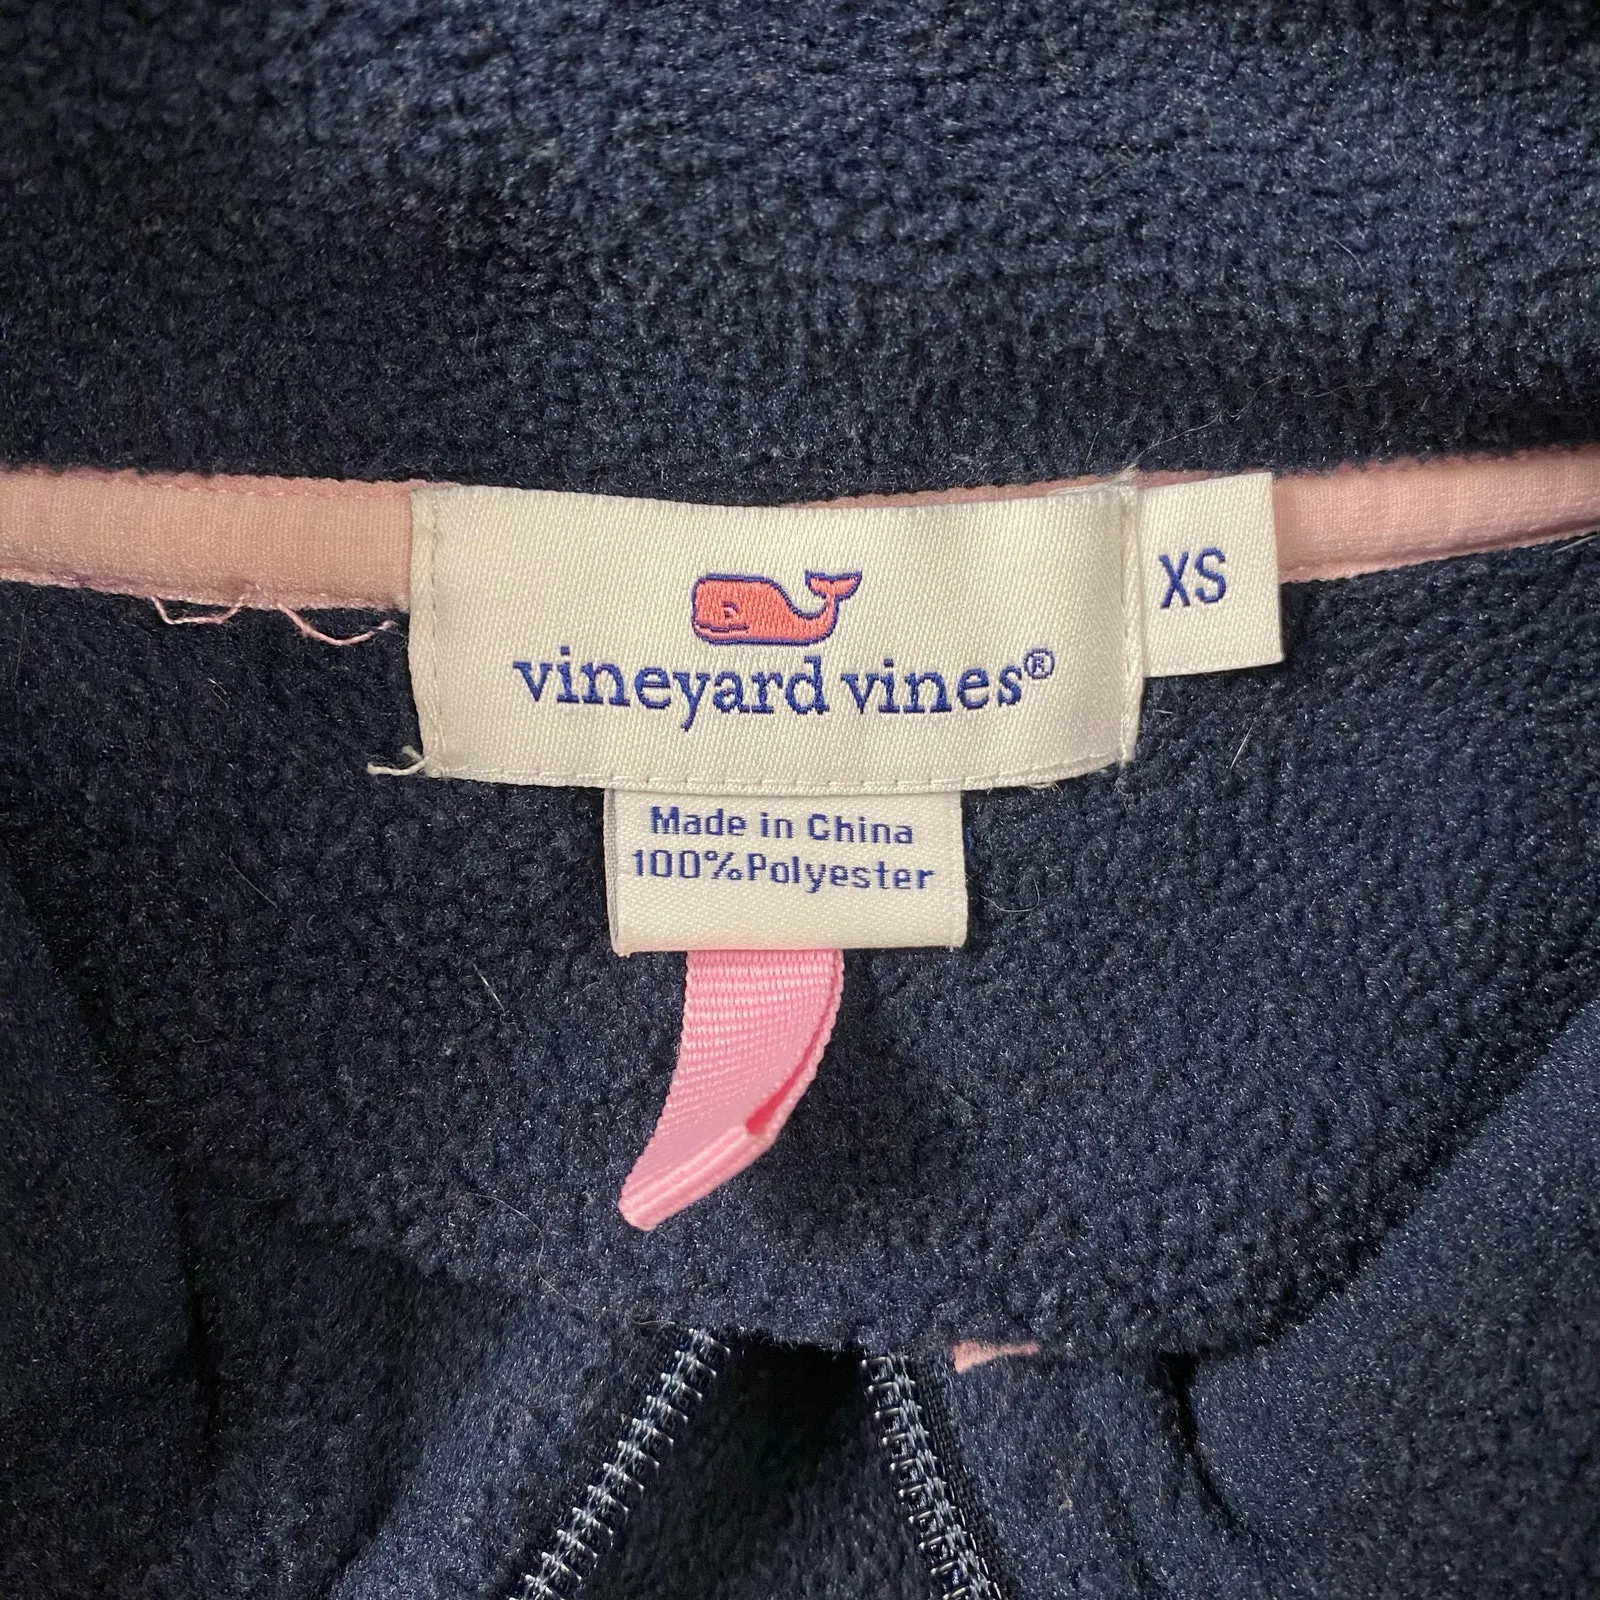 vineyard vines®
XS
Made in China
100%Polyester